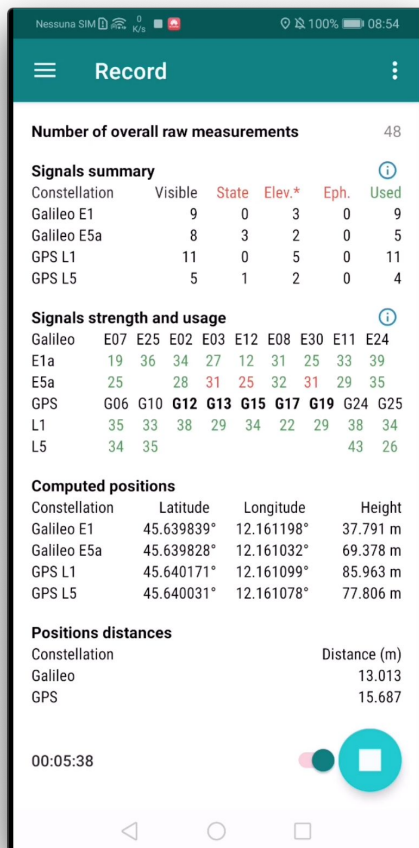 Nessuna SIM 0 K/s 100% 08:54
Record
Number of overall raw measurements 48
Signals summary
Constellation Visible State Elev.* Eph. Used
Galileo E1 9 0 3 0 9
Galileo E5a 8 3 2 0 5
GPS L1 11 0 5 0 11
GPS L5 5 1 2 0 4
Signals strength and usage
Galileo E07 E25 E02 E03 E12 E08 E30 E11 E24
E1a 19 36 34 27 12 31 25 33 39
E5a 25 28 31 25 32 31 29 35
GPS G06 G10 G12 G13 G15 G17 G19 G24 G25
L1 35 33 38 29 34 22 29 38 34
L5 34 35 43 26
Computed positions
Constellation Latitude Longitude Height
Galileo E1 45.639839° 12.161198° 37.791 m
Galileo E5a 45.639828° 12.161032° 69.378 m
GPS L1 45.640171° 12.161099° 85.963 m
GPS L5 45.640031° 12.161078° 77.806 m
Positions distances
Constellation Distance (m)
Galileo 13.013
GPS 15.687
00:05:38